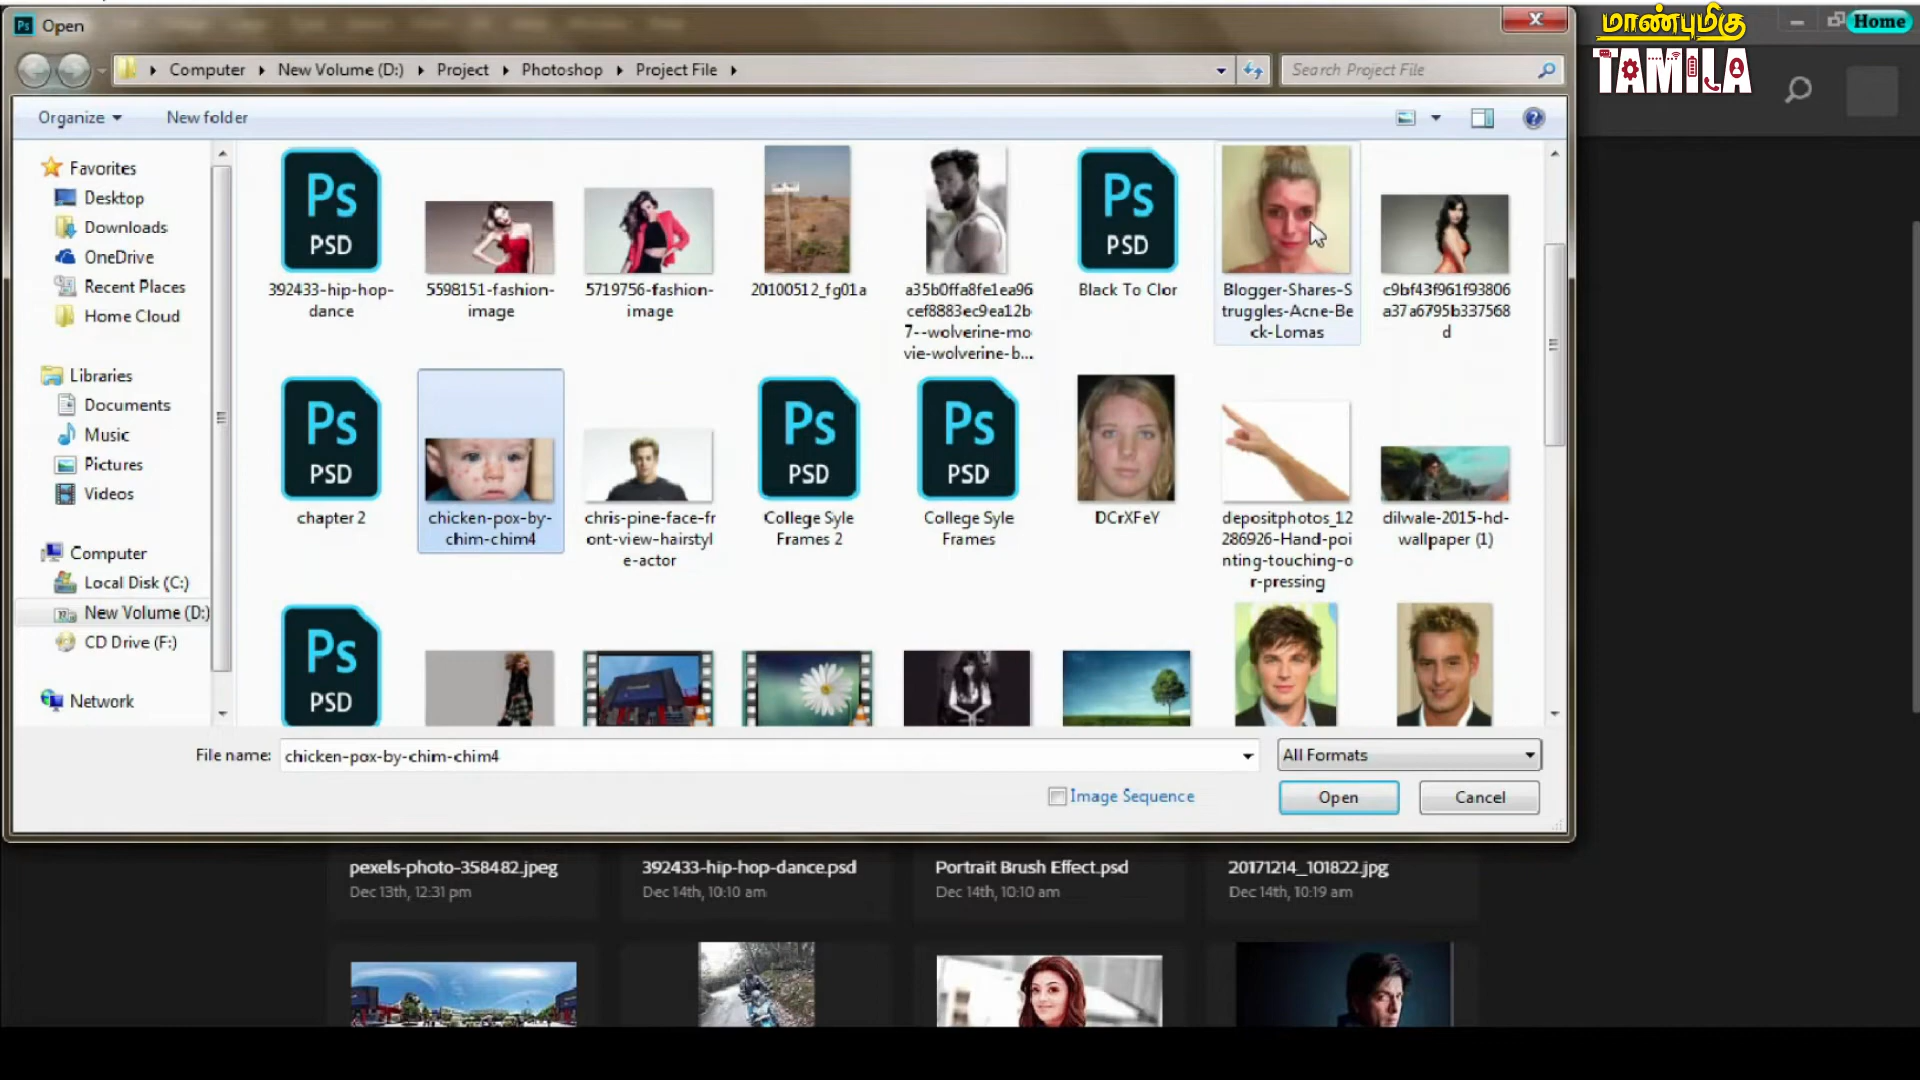 Ps Open
மாண்புமிகு
TAMILA
Home
Computer New Volume (D:) Project Photoshop Project File
Search Project File
Organize New folder
Favorites
Desktop
Downloads
OneDrive
Recent Places
Home Cloud
Libraries
Documents
Music
Pictures
Videos
Computer
Local Disk (C:)
New Volume (D:)
CD Drive (F:)
Network
Ps
PSD
392433-hip-hop-
dance
5598151-fashion-
image
5719756-fashion-
image
20100512_fg01a
a35b0ffa8fe1ea96
cef8883ec9ea12b
7--wolverine-mo
vie-wolverine-b...
Ps
PSD
Black To Clor
Blogger-Shares-S
truggles-Acne-Be
ck-Lomas
c9bf43f961f93806
a37a6795b337568
d
Ps
PSD
chapter 2
chicken-pox-by-
chim-chim4
chris-pine-face-fr
ont-view-hairstyl
e-actor
Ps
PSD
College Syle
Frames 2
Ps
PSD
College Syle
Frames
DCrXFeY
depositphotos_12
286926-Hand-poi
nting-touching-o
r-pressing
dilwale-2015-hd-
wallpaper (1)
Ps
PSD
File name: chicken-pox-by-chim-chim4
All Formats
Image Sequence
Open
Cancel
pexels-photo-358482.jpeg
Dec 13th, 12:31 pm
392433-hip-hop-dance.psd
Dec 14th, 10:10 am
Portrait Brush Effect.psd
Dec 14th, 10:10 am
20171214_101822.jpg
Dec 14th, 10:19 am